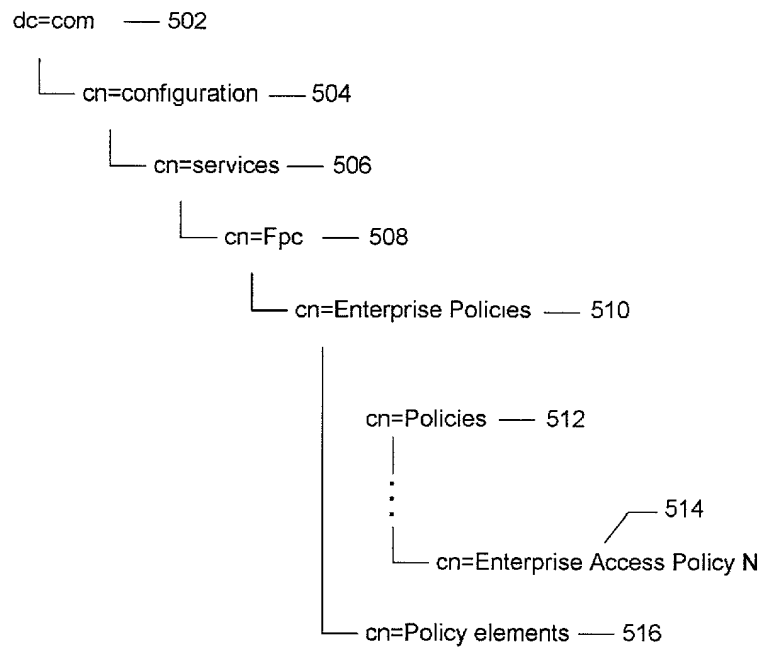 dc=com 502
cn=configuration 504
cn=services 506
cn=Fpc 508
cn=Enterprise Policies 510
cn=Policies 512
514
cn=Enterprise Access Policy N
cn=Policy elements 516